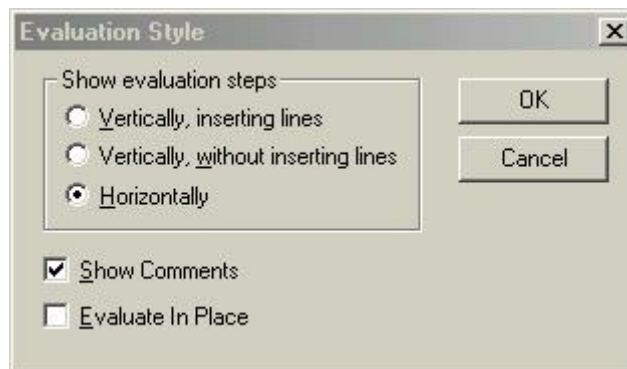 Evaluation Style
Show evaluation steps
Vertically, inserting lines
Vertically, without inserting lines
Horizontally
OK
Cancel
Show Comments
Evaluate In Place